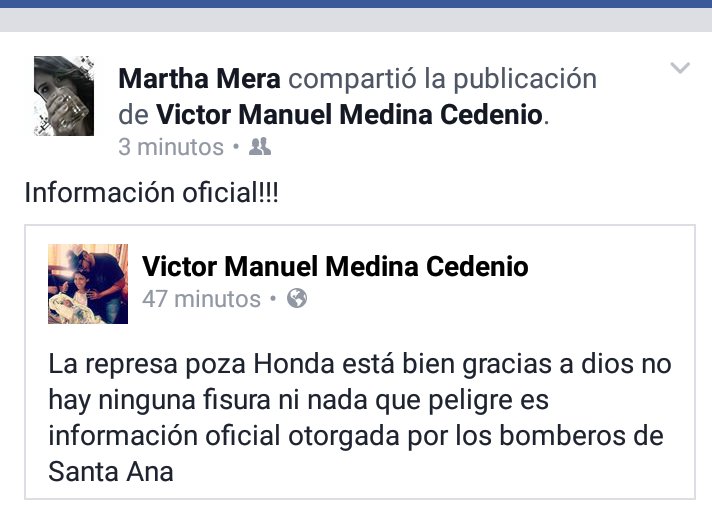 Martha Mera compartió la publicación
de Victor Manuel Medina Cedenio.
3 minutos •
Información oficial!!!
Victor Manuel Medina Cedenio
47 minutos •
La represa poza Honda está bien gracias a dios no
hay ninguna fisura ni nada que peligre es
información oficial otorgada por los bomberos de
Santa Ana